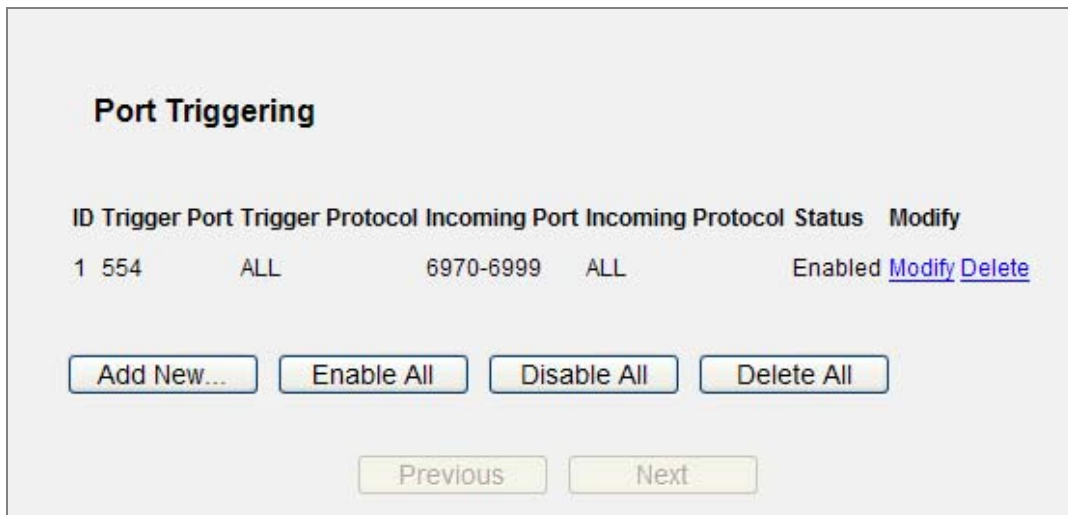 Port Triggering
ID Trigger Port Trigger Protocol Incoming Port Incoming Protocol Status Modify
1 554 ALL 6970-6999 ALL Enabled Modify Delete
Add New... Enable All Disable All Delete All
Previous Next